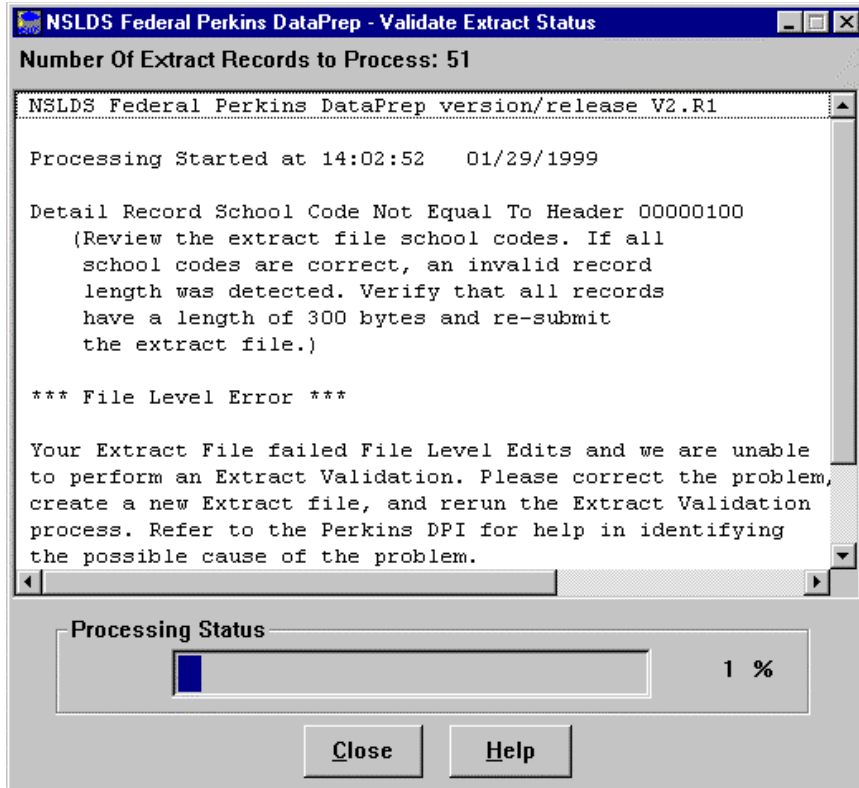 NSLDS Federal Perkins DataPrep - Validate Extract Status
Number Of Extract Records to Process: 51
NSLDS Federal Perkins DataPrep version/release V2.R1
Processing Started at 14:02:52   01/29/1999
Detail Record School Code Not Equal To Header 00000100
(Review the extract file school codes. If all
school codes are correct, an invalid record
length was detected. Verify that all records
have a length of 300 bytes and re-submit
the extract file.)
*** File Level Error ***
Your Extract File failed File Level Edits and we are unable
to perform an Extract Validation. Please correct the problem,
create a new Extract file, and rerun the Extract Validation
process. Refer to the Perkins DPI for help in identifying
the possible cause of the problem.
Processing Status
1 %
Close Help